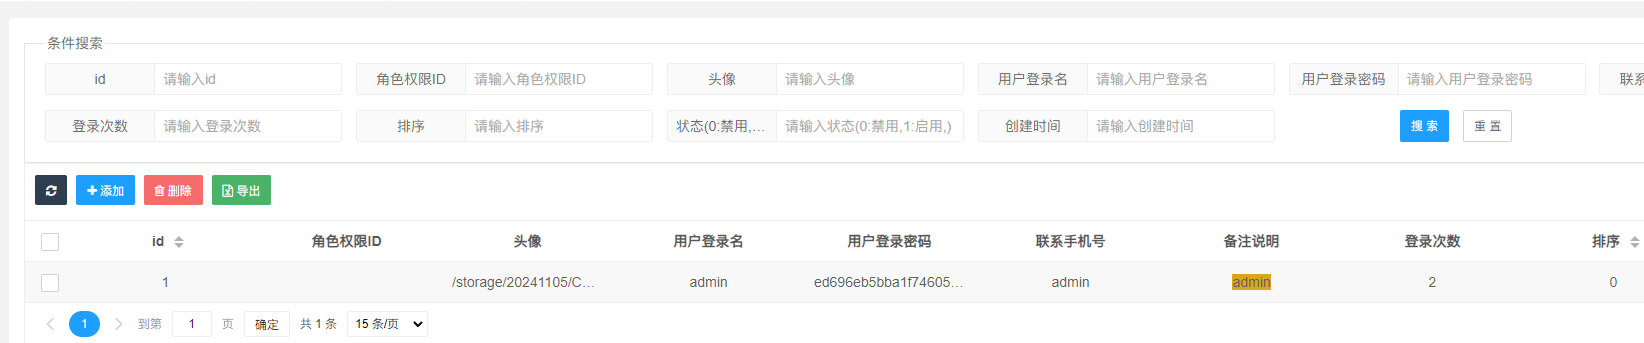 条件搜索
id 请输入id 角色权限ID 请输入角色权限ID 头像 请输入头像 用户登录名 请输入用户登录名 用户登录密码 请输入用户登录密码 联系
登录次数 请输入登录次数 排序 请输入排序 状态(0:禁用,... 请输入状态(0:禁用,1:启用,) 创建时间 请输入创建时间 搜 索 重 置
添加 删除 导出
id 角色权限ID 头像 用户登录名 用户登录密码 联系手机号 备注说明 登录次数 排序
1 /storage/20241105/C... admin ed696eb5bba1f74605... admin admin 2 0
1 到第 1 页 确定 共 1 条 15 条/页